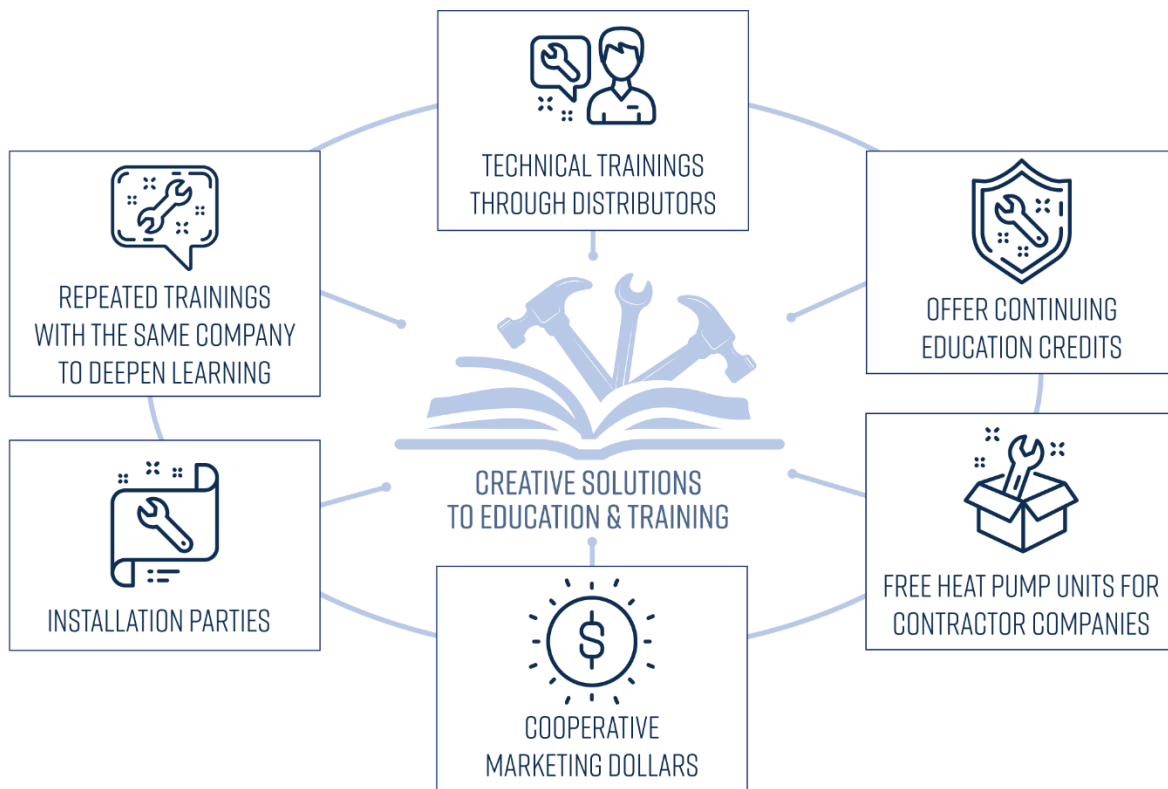 TECHNICAL TRAININGS
THROUGH DISTRIBUTORS
REPEATED TRAININGS
WITH THE SAME COMPANY
TO DEEPEN LEARNING
OFFER CONTINUING
EDUCATION CREDITS
CREATIVE SOLUTIONS
TO EDUCATION & TRAINING
INSTALLATION PARTIES
FREE HEAT PUMP UNITS FOR
CONTRACTOR COMPANIES
$
COOPERATIVE
MARKETING DOLLARS